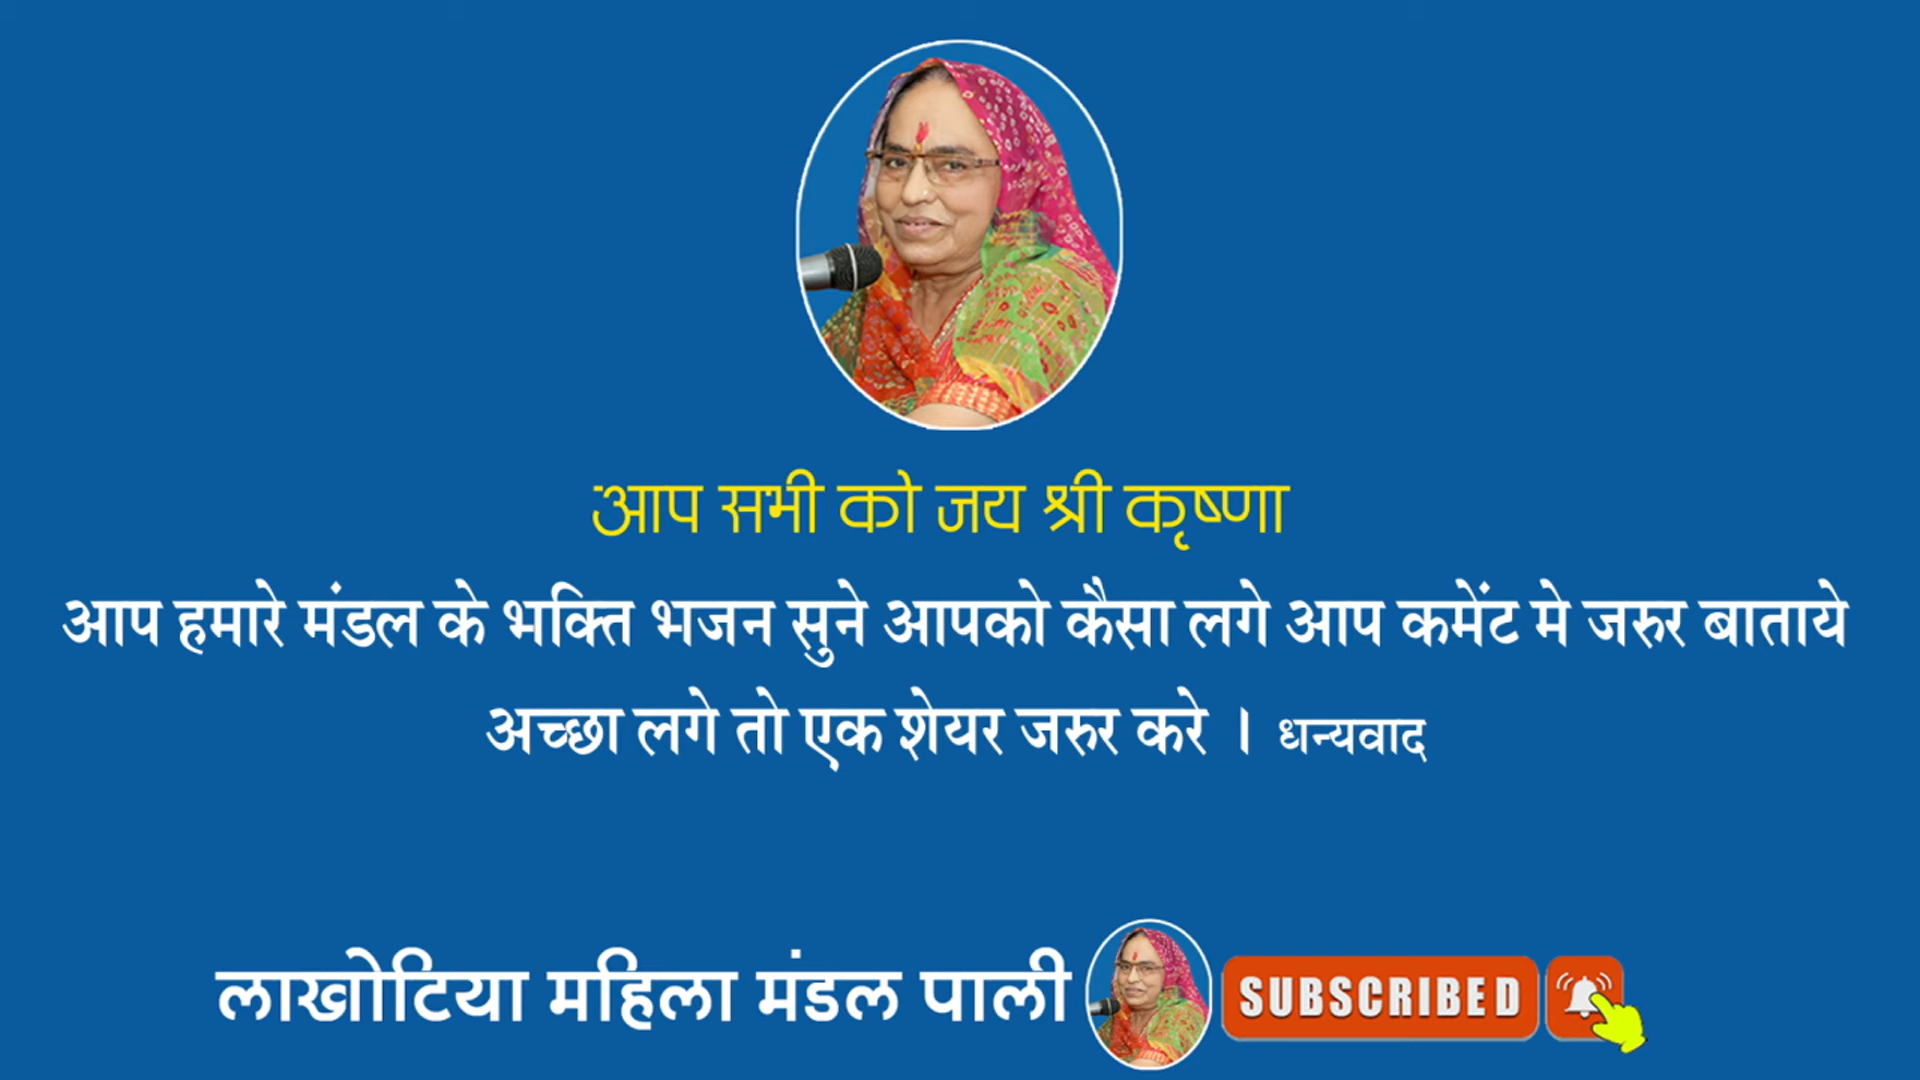 आप सभी को जय श्री कृष्णा
आप हमारे मंडल के भक्ति भजन सुने आपको कैसा लगे आप कमेंट मे जरुर बाताये
अच्छा लगे तो एक शेयर जरुर करे । धन्यवाद
लाखोटिया महिला मंडल पाली SUBSCRIBED